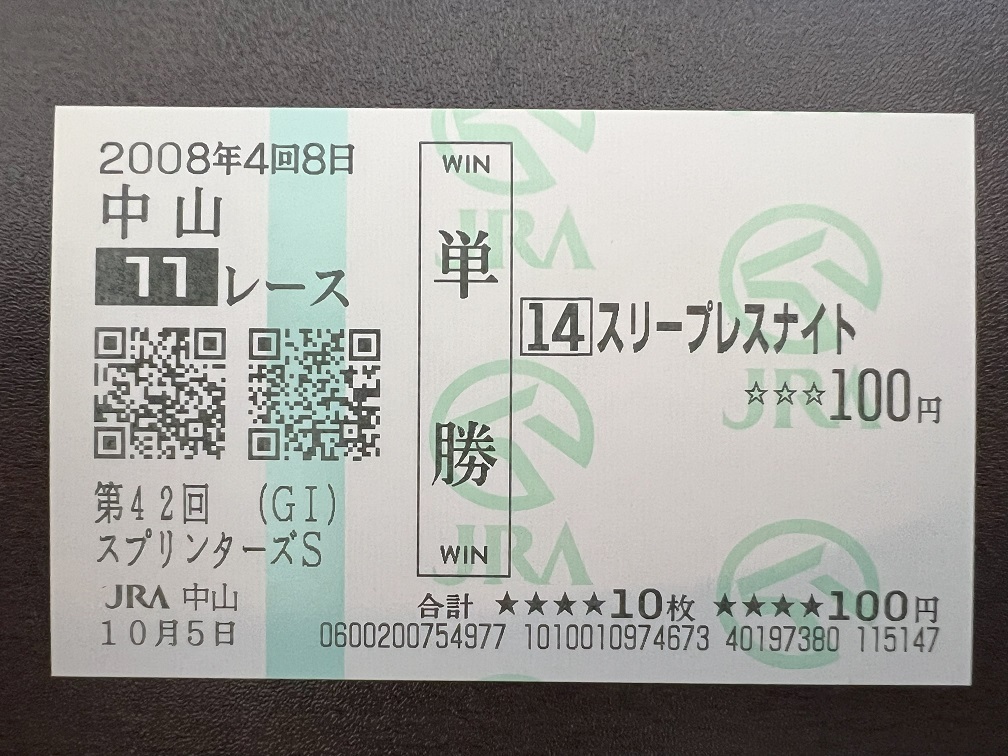 2008年4回8日
中山
11レース
第42回 (GI)
スプリンターズS
JRA 中山
10月5日
WIN
単勝
WIN
14 スリープレスナイト
☆☆☆100円
合計 ★★★★10枚 ★★★★100円
0600200754977 1010010974673 40197380 115147
JRA
JRA
JRA